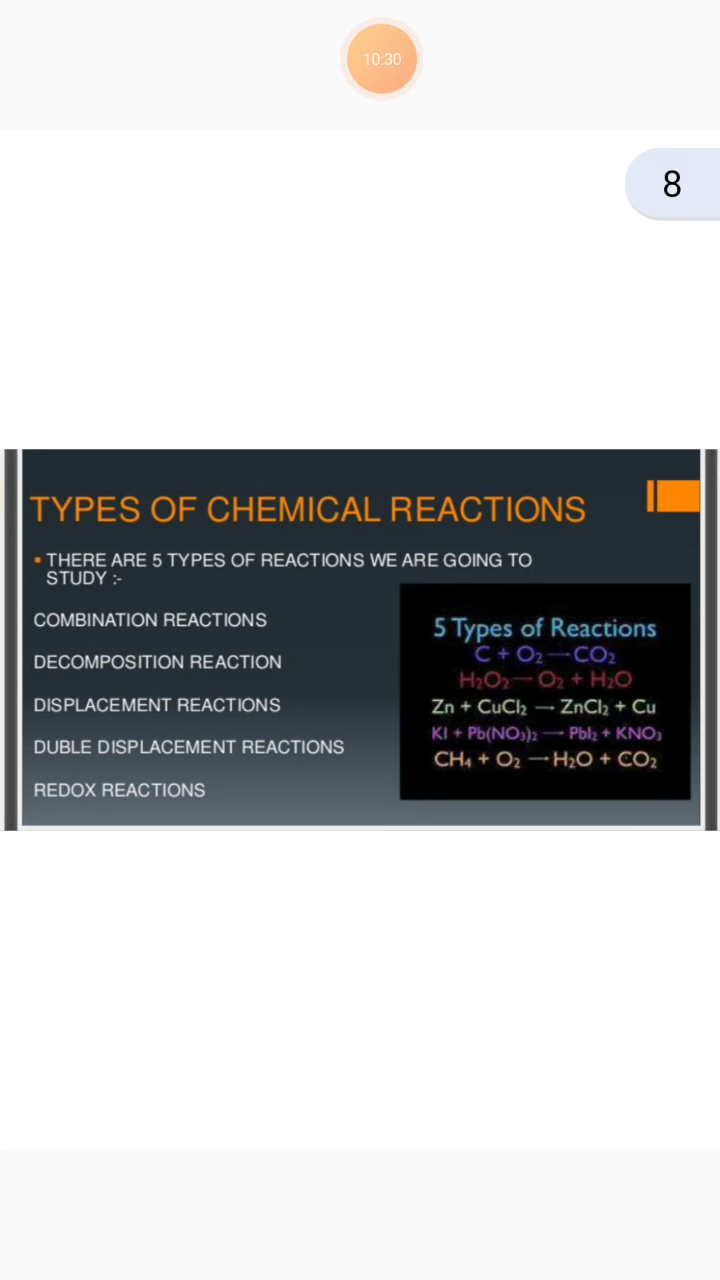 10:30
8
TYPES OF CHEMICAL REACTIONS
▪ THERE ARE 5 TYPES OF REACTIONS WE ARE GOING TO
STUDY :-
COMBINATION REACTIONS
DECOMPOSITION REACTION
DISPLACEMENT REACTIONS
DUBLE DISPLACEMENT REACTIONS
REDOX REACTIONS
5 Types of Reactions
C + O₂ — CO₂
H₂O₂ — O₂ + H₂O
Zn + CuCl₂ → ZnCl₂ + Cu
KI + Pb(NO₃)₂ → PbI₂ + KNO₃
CH₄ + O₂ → H₂O + CO₂